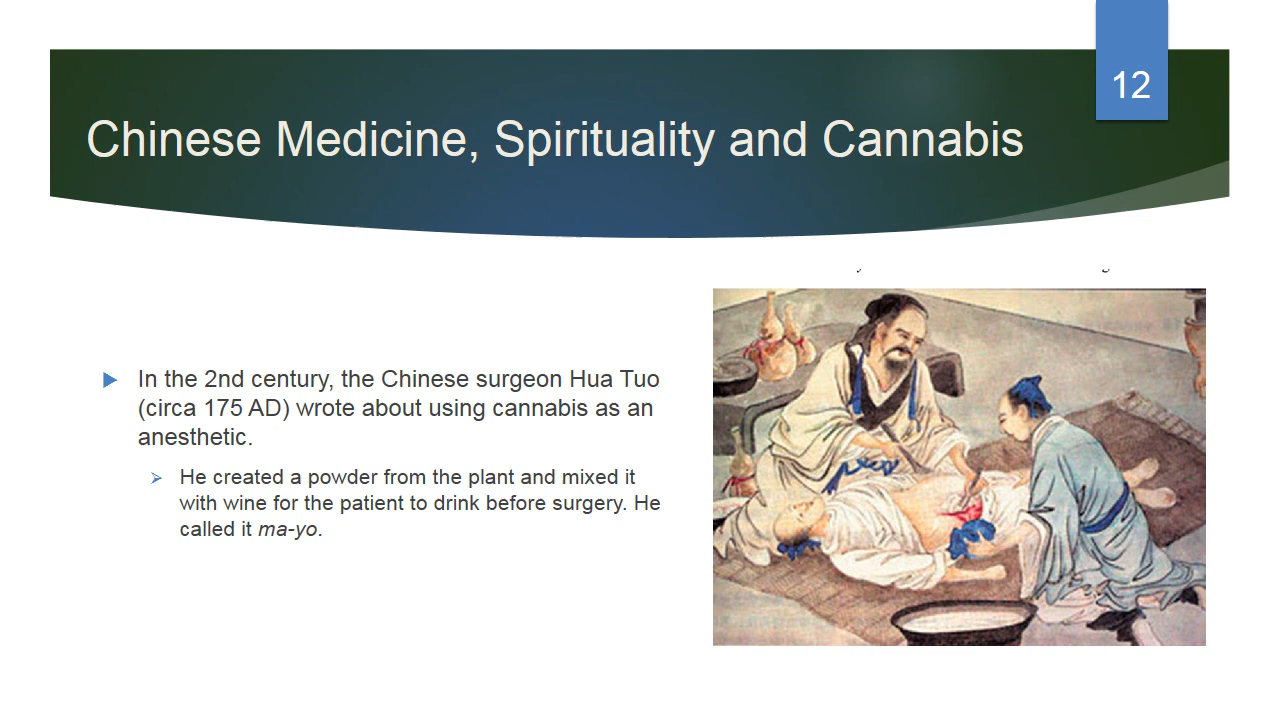 12
Chinese Medicine, Spirituality and Cannabis
In the 2nd century, the Chinese surgeon Hua Tuo
(circa 175 AD) wrote about using cannabis as an
anesthetic.
He created a powder from the plant and mixed it
with wine for the patient to drink before surgery. He
called it ma-yo.